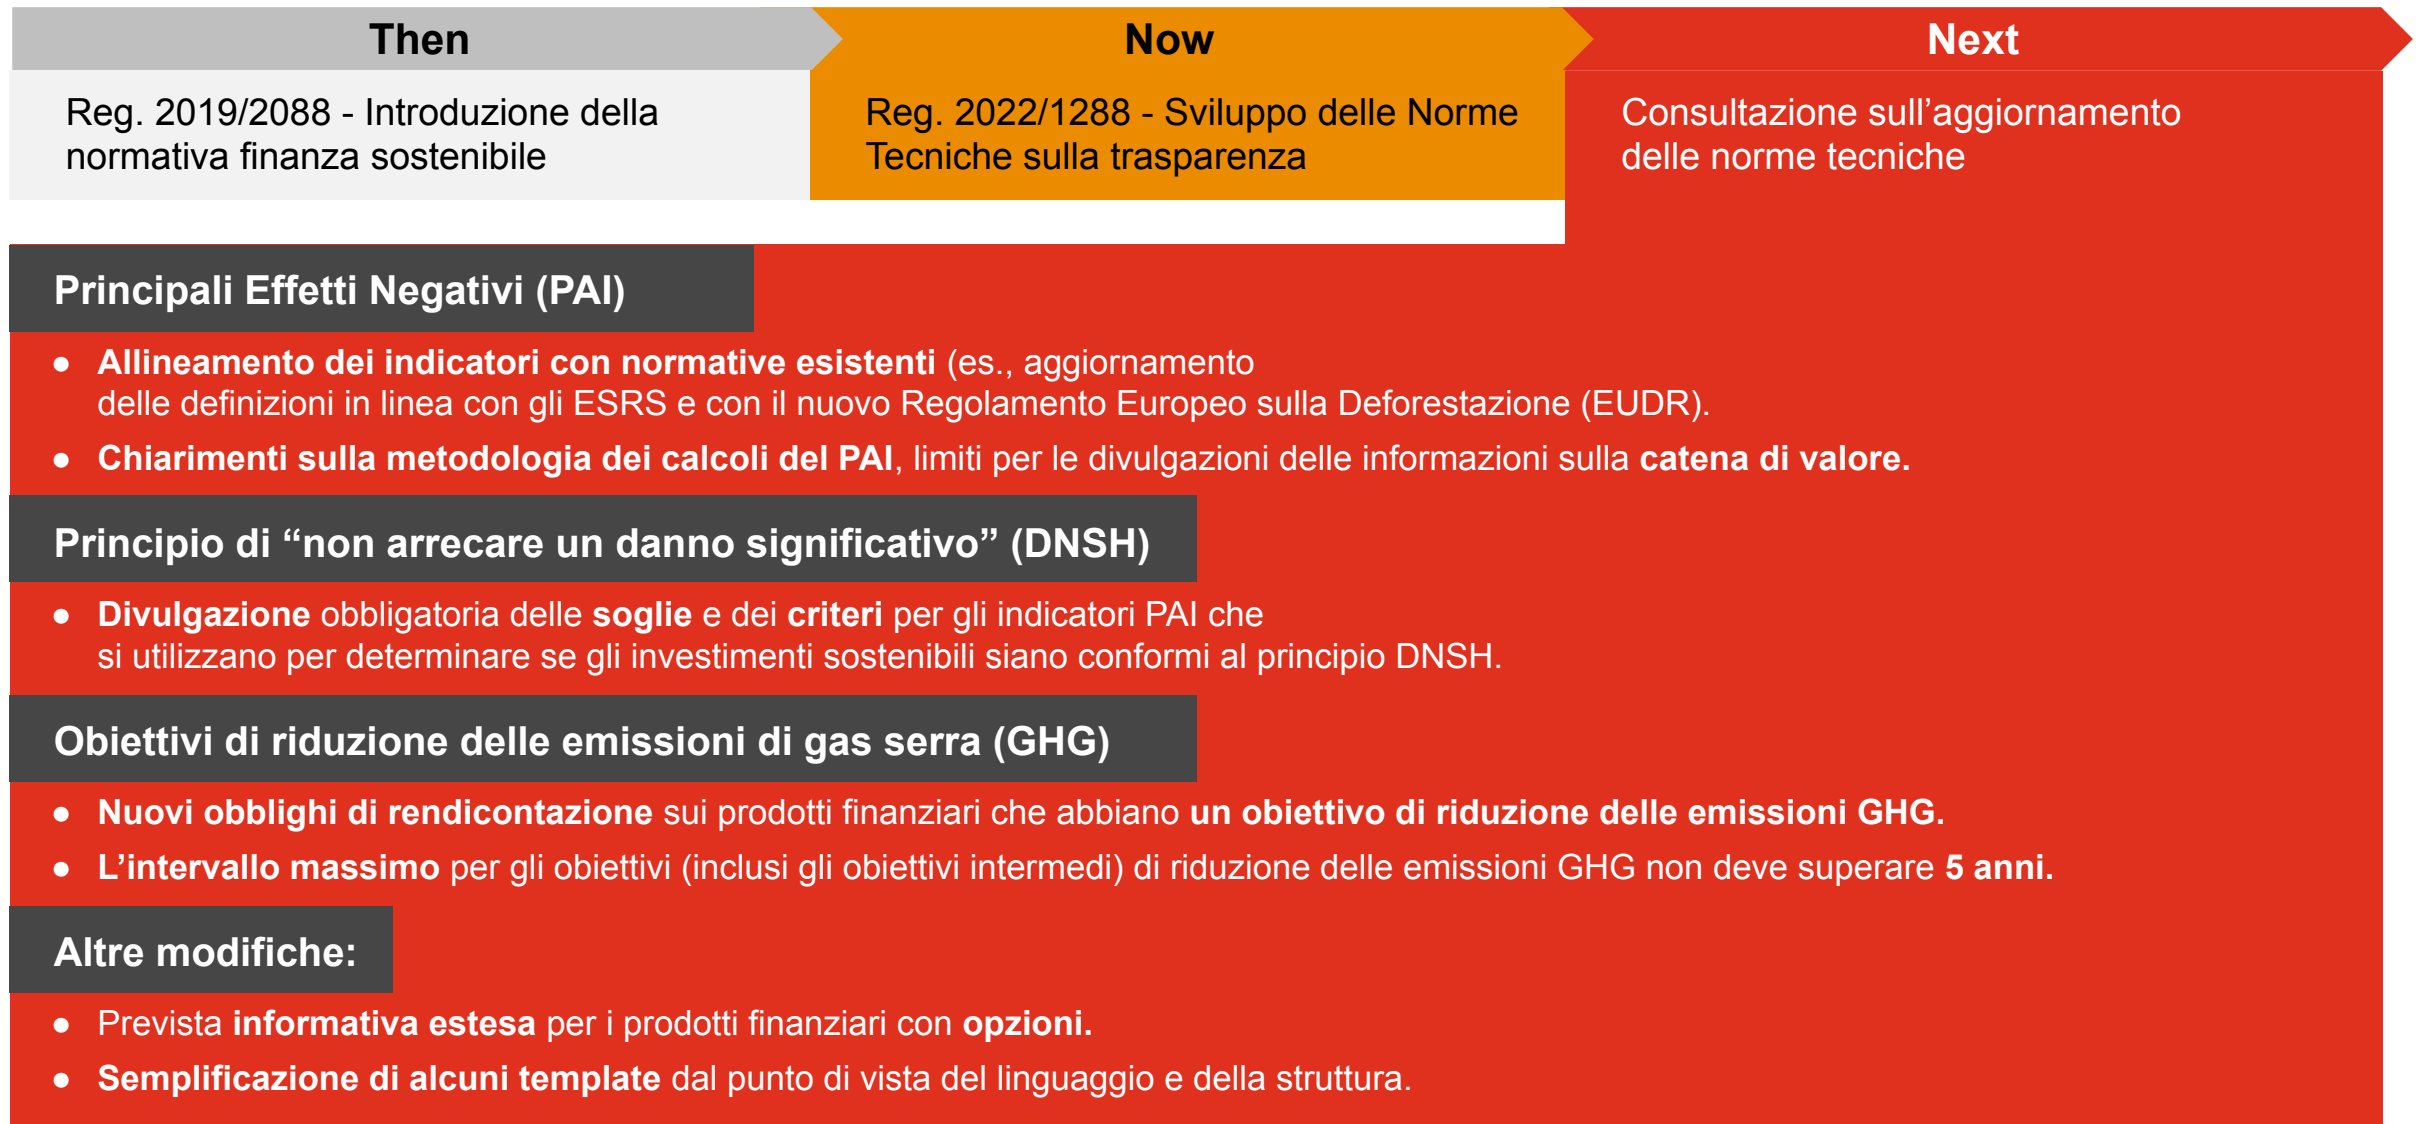 Then
Now
Next
Reg. 2019/2088 - Introduzione della
normativa finanza sostenibile
Reg. 2022/1288 - Sviluppo delle Norme
Tecniche sulla trasparenza
Consultazione sull’aggiornamento
delle norme tecniche
Principali Effetti Negativi (PAI)
● Allineamento dei indicatori con normative esistenti (es., aggiornamento
delle definizioni in linea con gli ESRS e con il nuovo Regolamento Europeo sulla Deforestazione (EUDR).
● Chiarimenti sulla metodologia dei calcoli del PAI, limiti per le divulgazioni delle informazioni sulla catena di valore.
Principio di “non arrecare un danno significativo” (DNSH)
● Divulgazione obbligatoria delle soglie e dei criteri per gli indicatori PAI che
si utilizzano per determinare se gli investimenti sostenibili siano conformi al principio DNSH.
Obiettivi di riduzione delle emissioni di gas serra (GHG)
● Nuovi obblighi di rendicontazione sui prodotti finanziari che abbiano un obiettivo di riduzione delle emissioni GHG.
● L’intervallo massimo per gli obiettivi (inclusi gli obiettivi intermedi) di riduzione delle emissioni GHG non deve superare 5 anni.
Altre modifiche:
● Prevista informativa estesa per i prodotti finanziari con opzioni.
● Semplificazione di alcuni template dal punto di vista del linguaggio e della struttura.